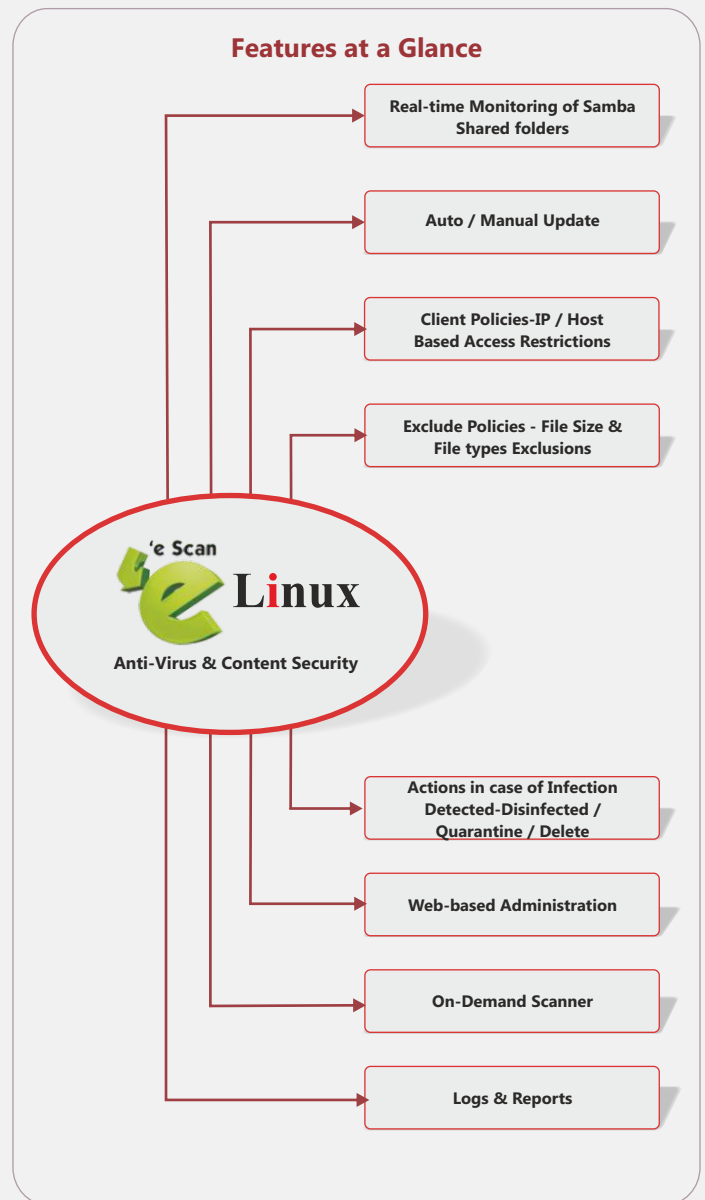 Features at a Glance
Real-time Monitoring of Samba
Shared folders
Auto / Manual Update
Client Policies-IP / Host
Based Access Restrictions
Exclude Policies - File Size &
File types Exclusions
'e Scan
e
Linux
Anti-Virus & Content Security
Actions in case of Infection
Detected-Disinfected /
Quarantine / Delete
Web-based Administration
On-Demand Scanner
Logs & Reports